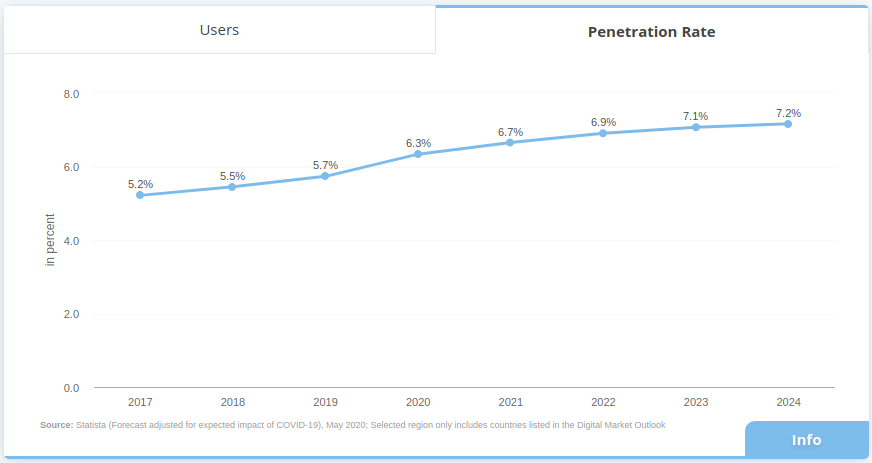 Users
Penetration Rate
8.0
6.0
4.0
2.0
0.0
in percent
5.2%
5.5%
5.7%
6.3%
6.7%
6.9%
7.1%
7.2%
2017 2018 2019 2020 2021 2022 2023 2024
Source: Statista (Forecast adjusted for expected impact of COVID-19), May 2020; Selected region only includes countries listed in the Digital Market Outlook
Info